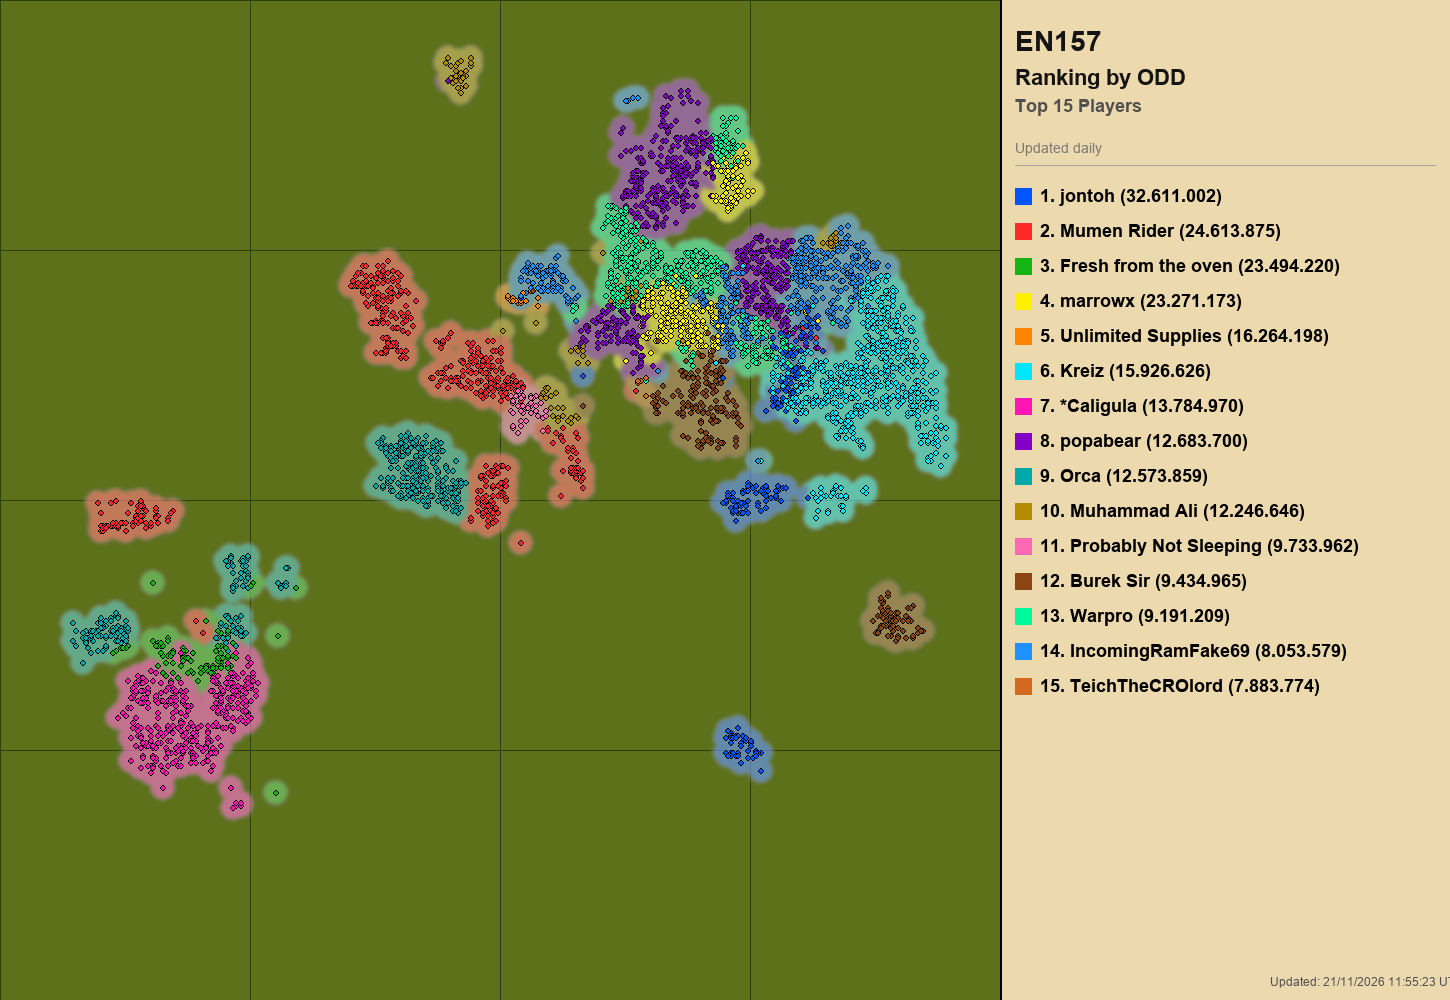 EN157
Ranking by ODD
Top 15 Players
Updated daily
1. jontoh (32.611.002)
2. Mumen Rider (24.613.875)
3. Fresh from the oven (23.494.220)
4. marrowx (23.271.173)
5. Unlimited Supplies (16.264.198)
6. Kreiz (15.926.626)
7. *Caligula (13.784.970)
8. popabear (12.683.700)
9. Orca (12.573.859)
10. Muhammad Ali (12.246.646)
11. Probably Not Sleeping (9.733.962)
12. Burek Sir (9.434.965)
13. Warpro (9.191.209)
14. IncomingRamFake69 (8.053.579)
15. TeichTheCROlord (7.883.774)
Updated: 21/11/2026 11:55:23